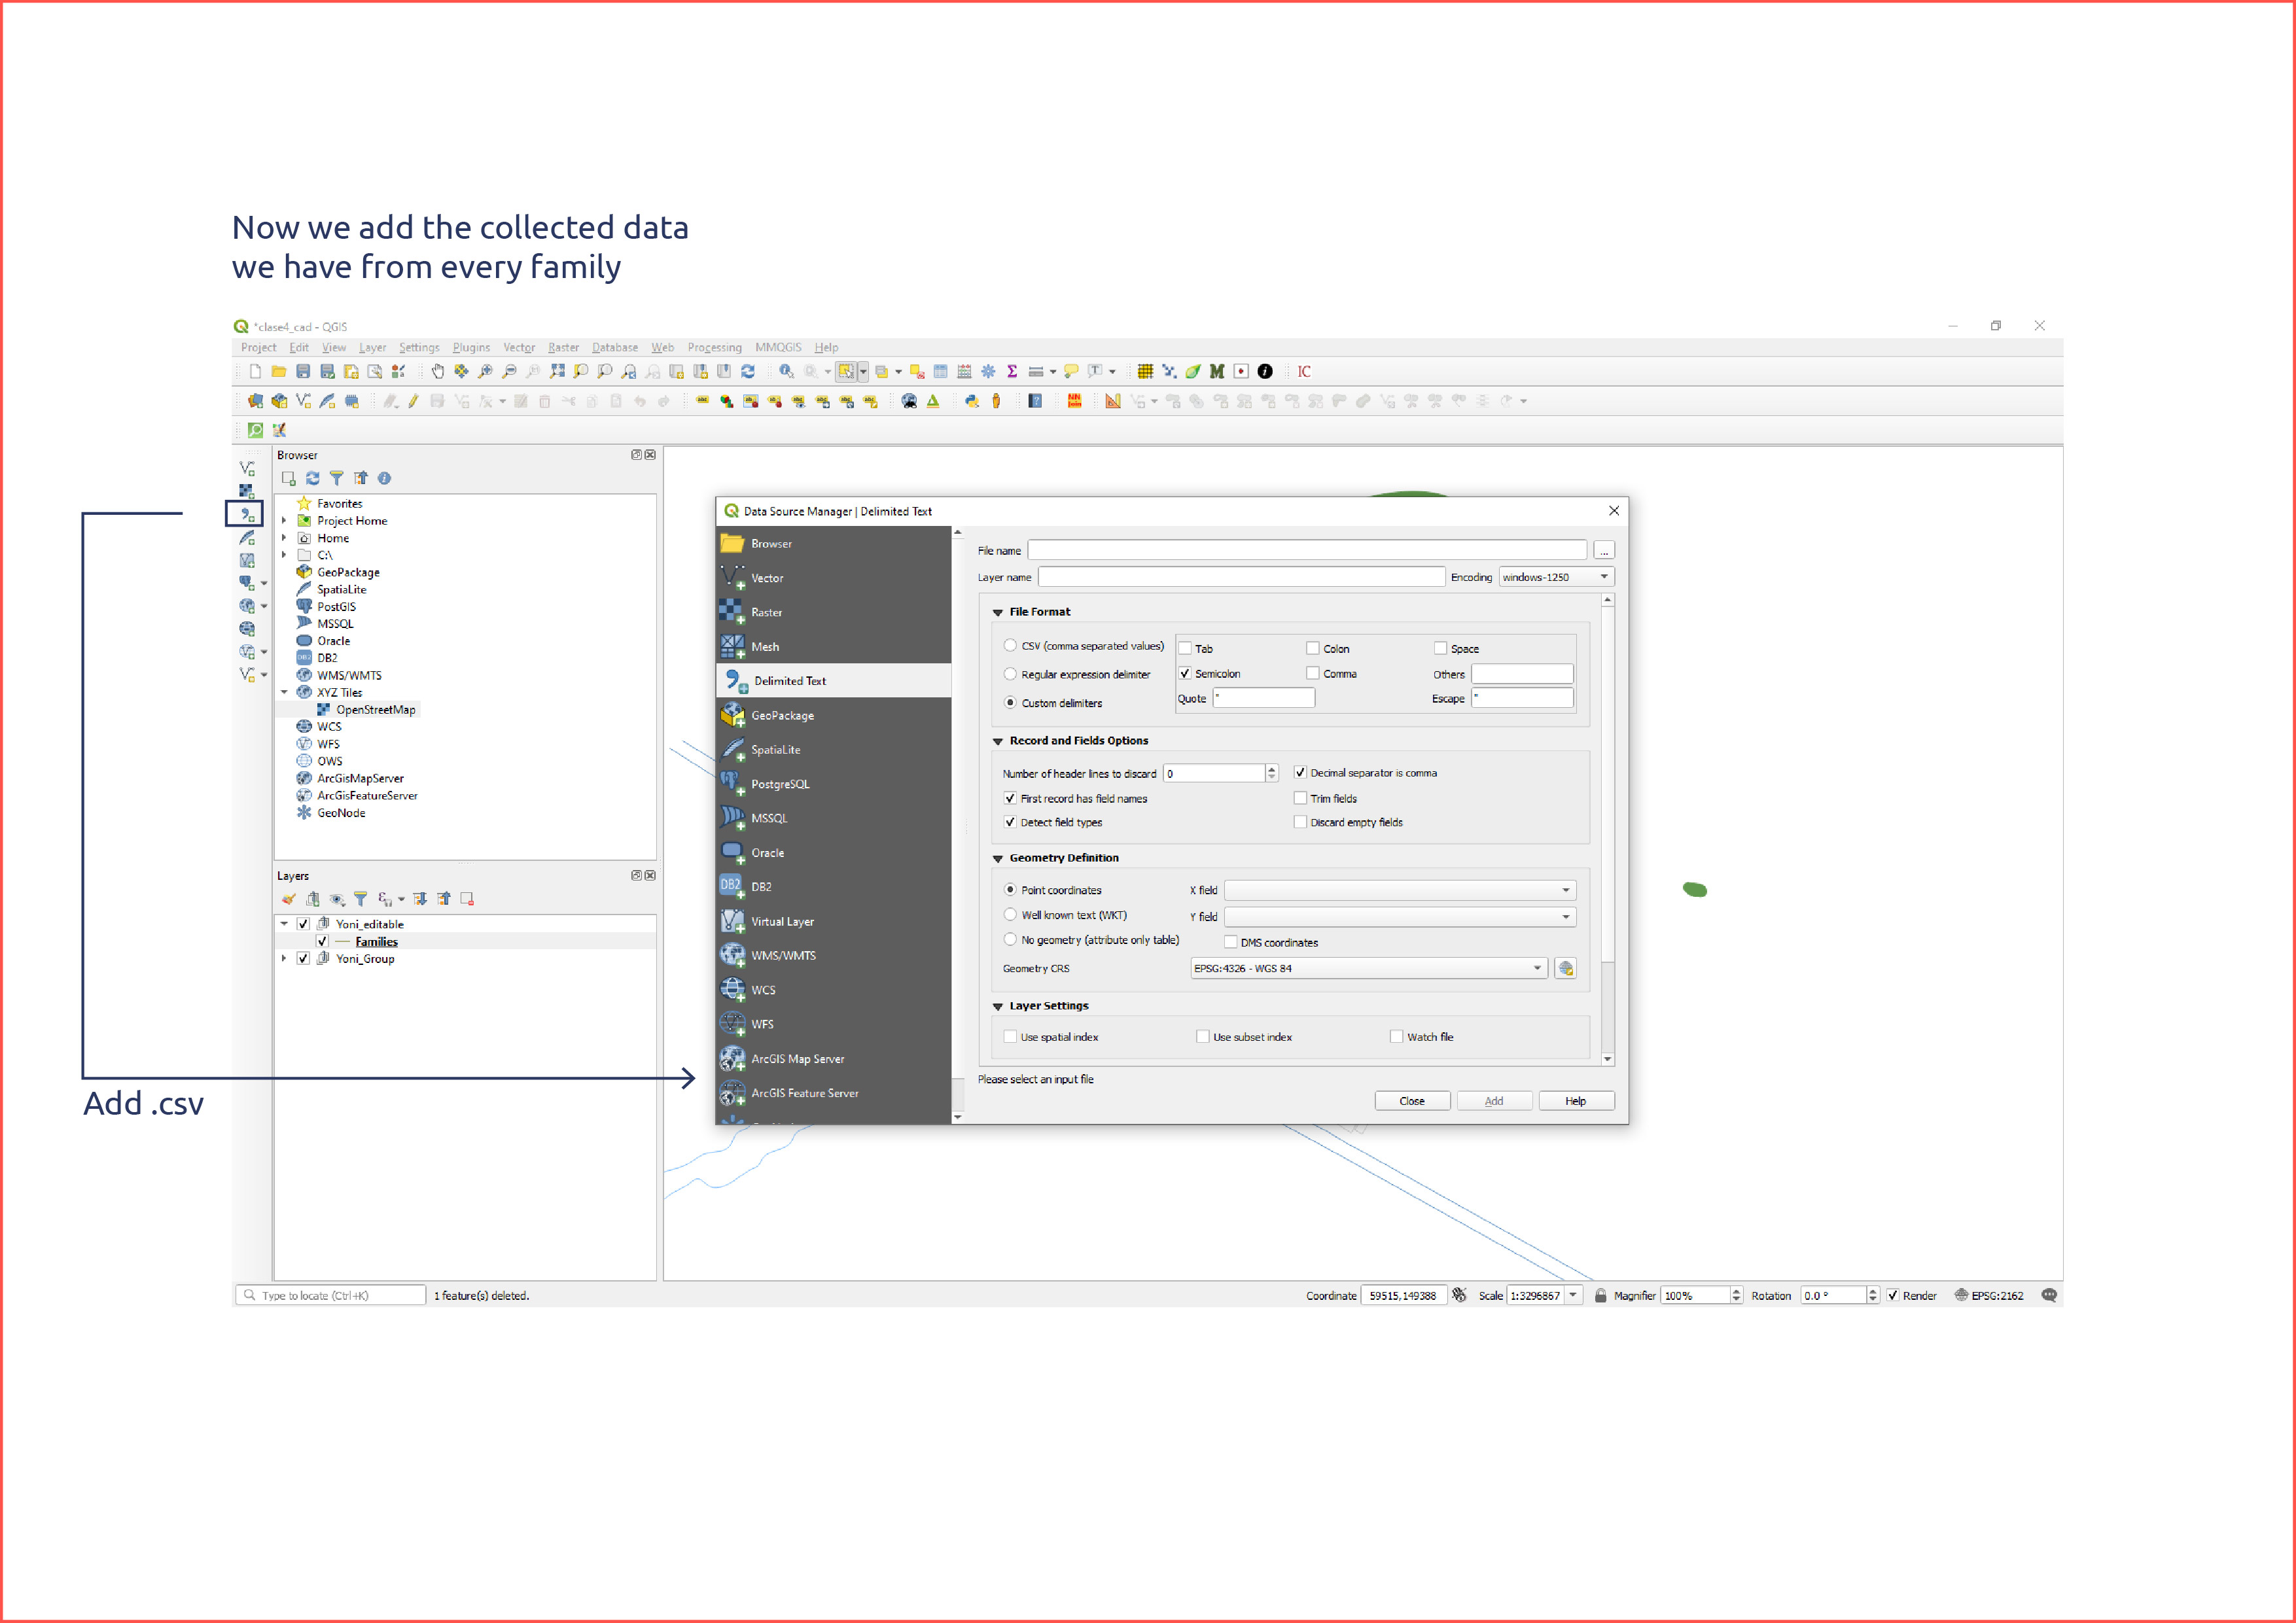 Now we add the collected data
we have from every family
*clase4_cad - QGIS
Project Edit View Layer Settings Plugins Vector Raster Database Web Processing MMQGIS Help
IC
Browser
Favorites
Project Home
Home
C:\
GeoPackage
SpatiaLite
PostGIS
MSSQL
Oracle
DB2
WMS/WMTS
XYZ Tiles
OpenStreetMap
WCS
WFS
OWS
ArcGisMapServer
ArcGisFeatureServer
GeoNode
Layers
Yoni_editable
Families
Yoni_Group
Add .csv
Data Source Manager | Delimited Text
Browser
Vector
Raster
Mesh
Delimited Text
GeoPackage
SpatiaLite
PostgreSQL
MSSQL
Oracle
DB2
Virtual Layer
WMS/WMTS
WCS
WFS
ArcGIS Map Server
ArcGIS Feature Server
File name ...
Layer name Encoding windows-1250
File Format
CSV (comma separated values) Tab Colon Space
Regular expression delimiter Semicolon Comma Others
Custom delimiters Quote " Escape "
Record and Fields Options
Number of header lines to discard 0 Decimal separator is comma
First record has field names Trim fields
Detect field types Discard empty fields
Geometry Definition
Point coordinates X field
Well known text (WKT) Y field
No geometry (attribute only table) DMS coordinates
Geometry CRS EPSG:4326 - WGS 84
Layer Settings
Use spatial index Use subset index Watch file
Please select an input file
Close Add Help
Type to locate (Ctrl+K) 1 feature(s) deleted. Coordinate 59515,149388 Scale 1:3296867 Magnifier 100% Rotation 0.0 ° Render EPSG:2162